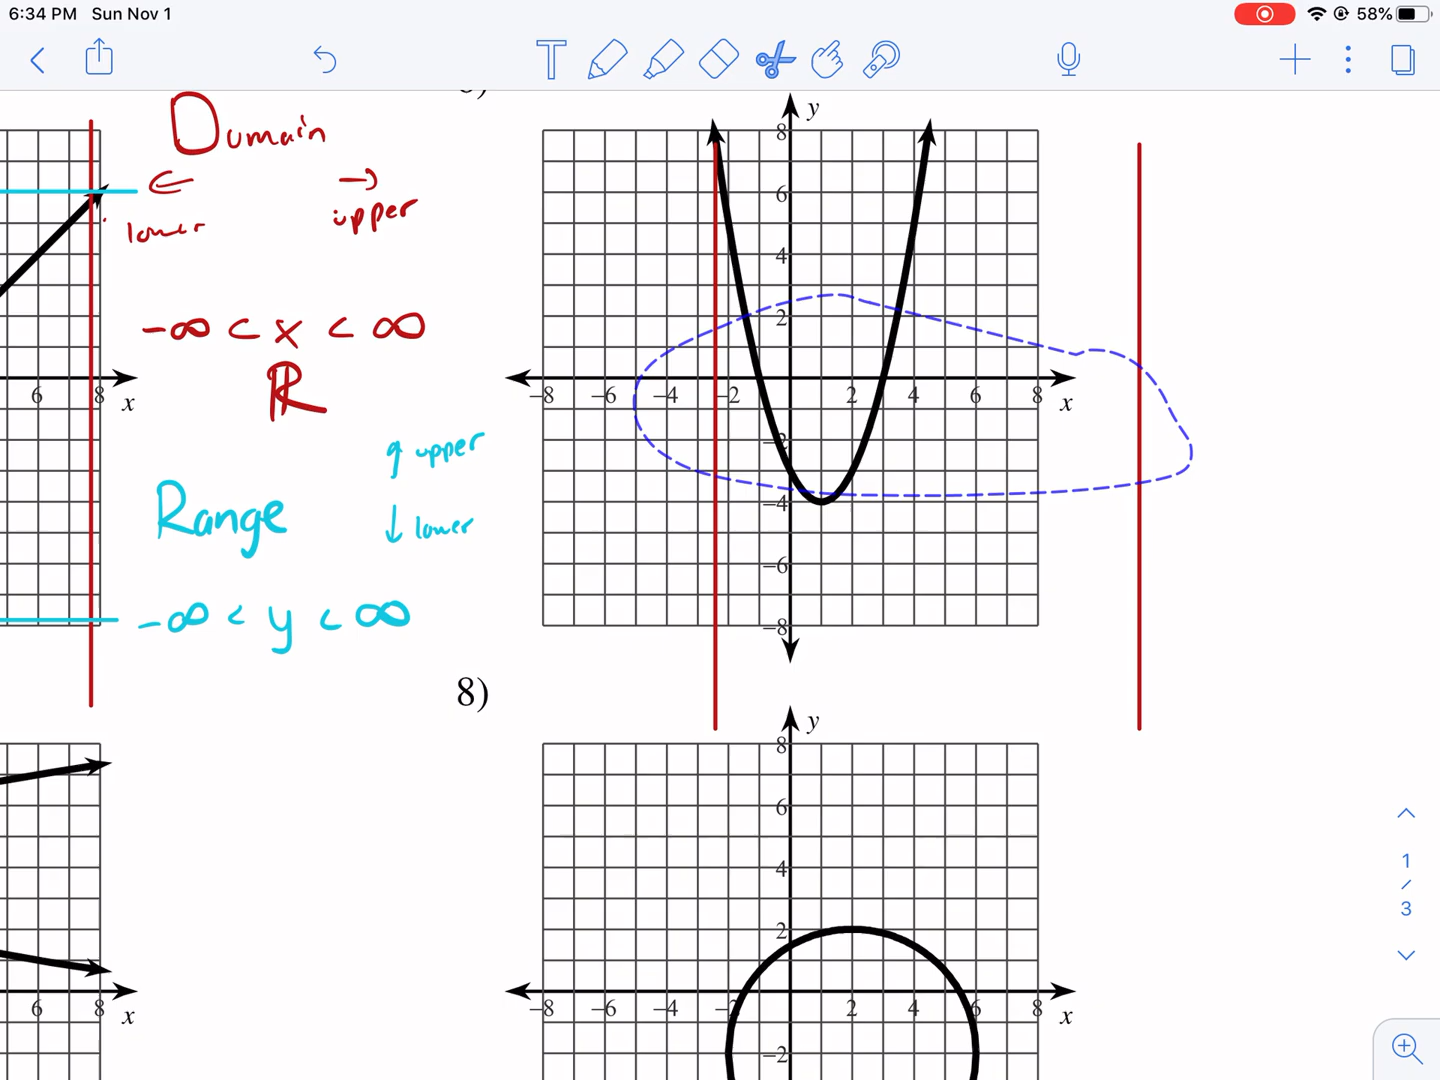 6:34 PM Sun Nov 1
58%
T
Domain
lower
upper
-∞ < x < ∞
ℝ
upper
Range
lower
-∞ < y < ∞
6 8 x
y
8
6
4
2
−8 −6 −4 −2 2 4 6 8 x
−2
−4
−6
−8
8)
y
8
6
4
2
6 8 x
−8 −6 −4 −2 2 4 6 8 x
−2
1
/
3